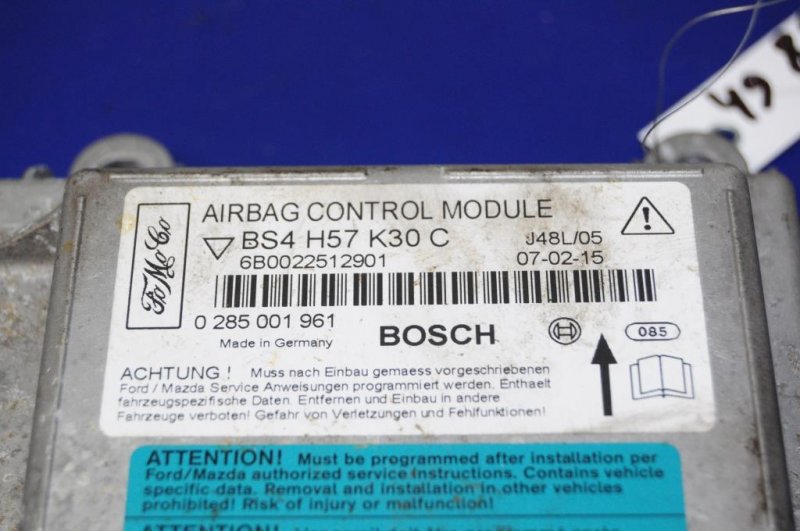 49 8
FoMoCo
AIRBAG CONTROL MODULE
BS4 H57 K30 C J48L/05
6B0022512901 07-02-15
0 285 001 961
Made in Germany
BOSCH
085
ACHTUNG ! Muss nach Einbau gemaess vorgeschriebenen
Ford / Mazda Service Anweisungen programmiert werden. Enthaelt
fahrzeugspezifische Daten. Entfernen und Einbau in andere
Fahrzeuge verboten! Gefahr von Verletzungen und Fehlfunktionen!
ATTENTION! Must be programmed after installation per
Ford/Mazda authorized service instructions. Contains vehicle
specific data. Removal and installation in other vehicles
prohibited! Risk of injury or malfunction!
ATTENTION!